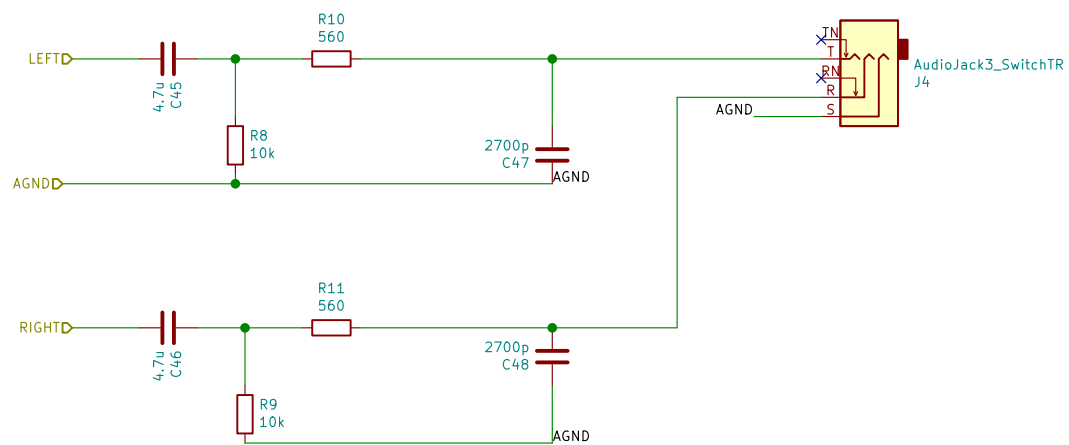 R10
560
LEFT
4.7u
C45
R8
10k
2700p
C47
AGND
AGND
TN
T
RN
R
S
AGND
AudioJack3_SwitchTR
J4
R11
560
RIGHT
4.7u
C46
2700p
C48
R9
10k
AGND